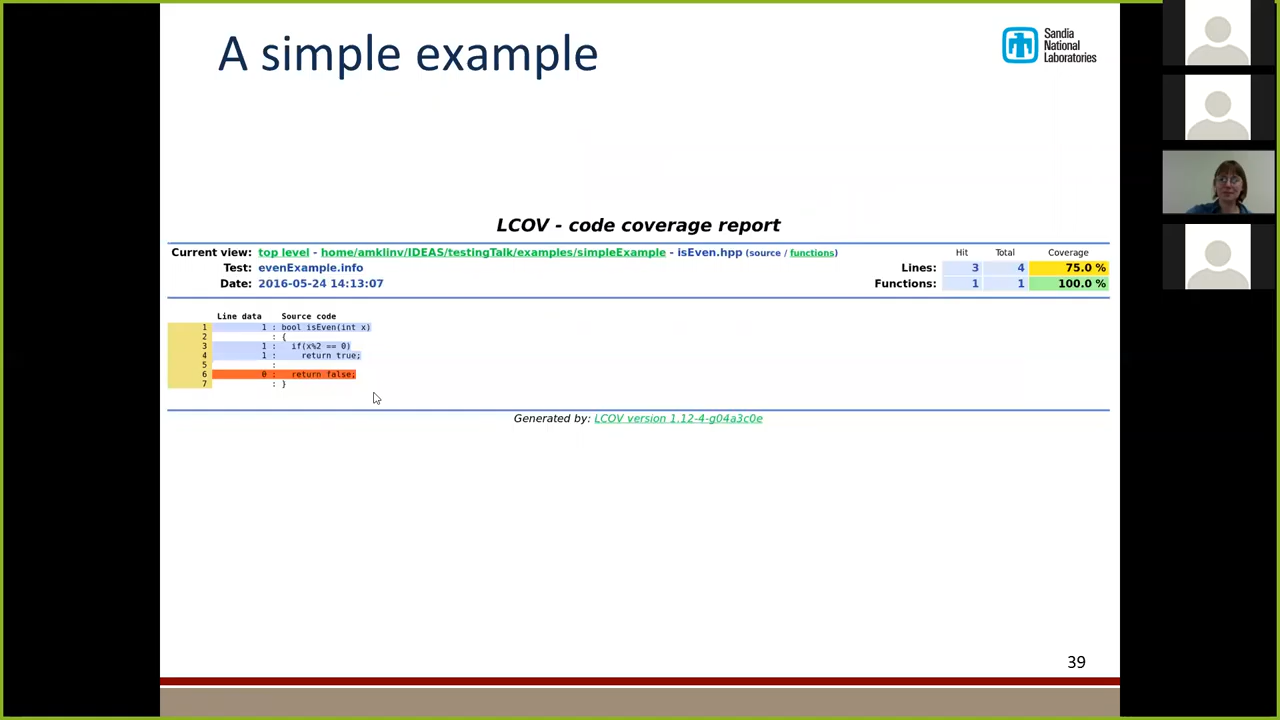 A simple example
Sandia
National
Laboratories
LCOV - code coverage report
Current view: top level - home/amklinv/IDEAS/testingTalk/examples/simpleExample - isEven.hpp (source / functions) Hit Total Coverage
Test: evenExample.info Lines: 3 4 75.0 %
Date: 2016-05-24 14:13:07 Functions: 1 1 100.0 %
Line data Source code
1 1 : bool isEven(int x)
2 : {
3 1 : if(x%2 == 0)
4 1 : return true;
5 :
6 0 : return false;
7 : }
Generated by: LCOV version 1.12-4-g04a3c0e
39